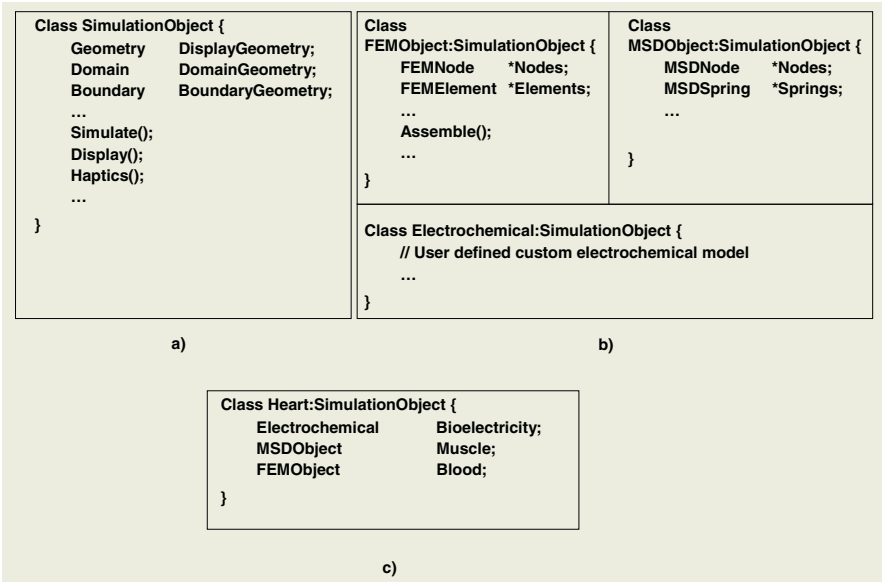 Class SimulationObject {
Geometry DisplayGeometry;
Domain DomainGeometry;
Boundary BoundaryGeometry;
…
Simulate();
Display();
Haptics();
…
}
Class
FEMObject:SimulationObject {
FEMNode *Nodes;
FEMElement *Elements;
…
Assemble();
…
}
Class
MSDObject:SimulationObject {
MSDNode *Nodes;
MSDSpring *Springs;
…
}
Class Electrochemical:SimulationObject {
// User defined custom electrochemical model
…
}
a)
b)
Class Heart:SimulationObject {
Electrochemical Bioelectricity;
MSDObject Muscle;
FEMObject Blood;
}
c)